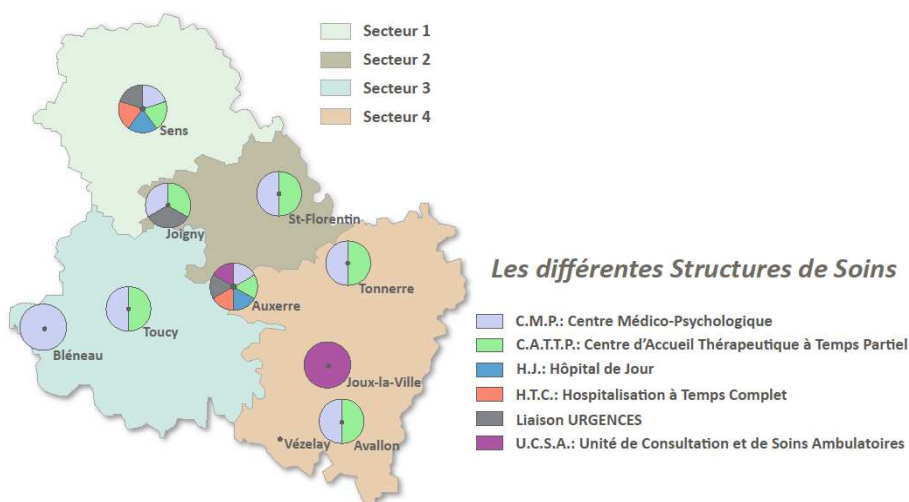 Secteur 1
Secteur 2
Secteur 3
Secteur 4
Sens
St-Florentin
Joigny
Tonnerre
Auxerre
Toucy
Bléneau
Joux-la-Ville
Vézelay
Avallon
Les différentes Structures de Soins
C.M.P.: Centre Médico-Psychologique
C.A.T.T.P.: Centre d'Accueil Thérapeutique à Temps Partiel
H.J.: Hôpital de Jour
H.T.C.: Hospitalisation à Temps Complet
Liaison URGENCES
U.C.S.A.: Unité de Consultation et de Soins Ambulatoires